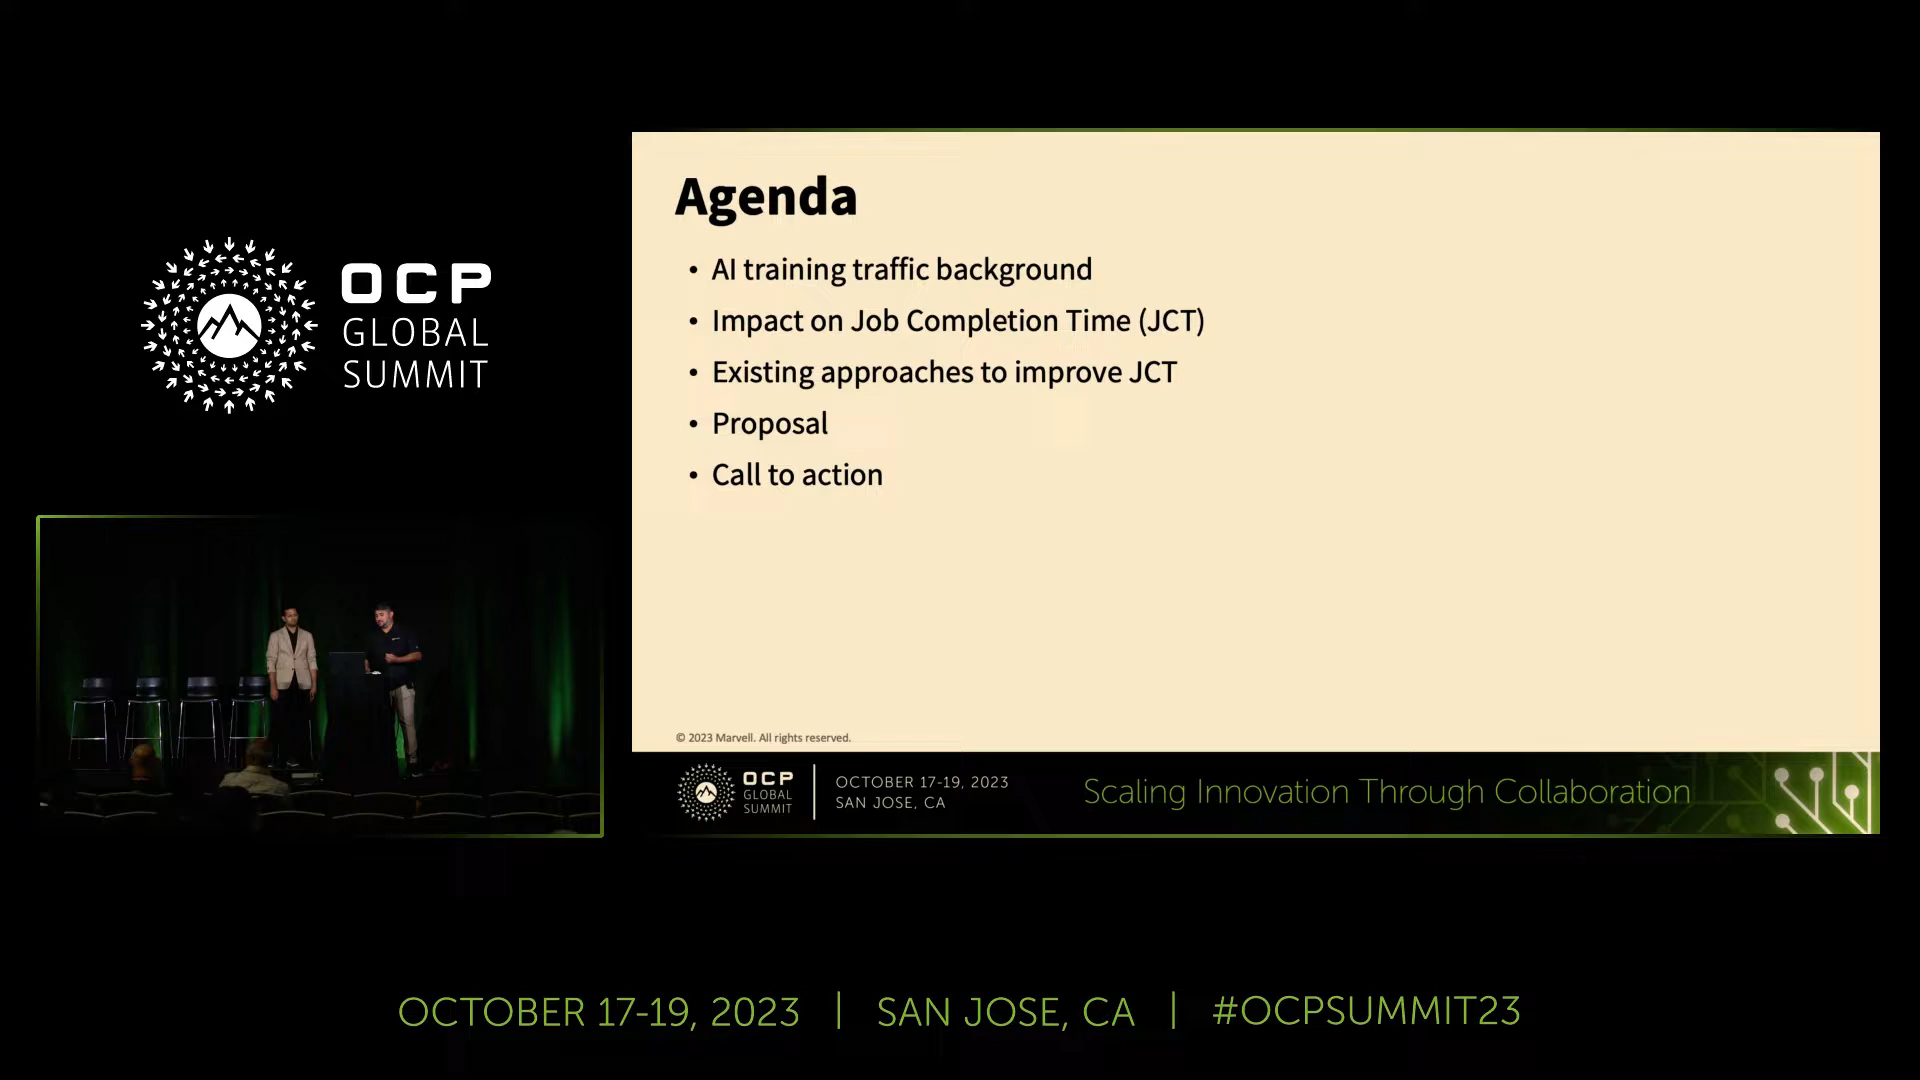 OCP
GLOBAL
SUMMIT
Agenda
• AI training traffic background
• Impact on Job Completion Time (JCT)
• Existing approaches to improve JCT
• Proposal
• Call to action
© 2023 Marvell. All rights reserved.
OCP
GLOBAL
SUMMIT
OCTOBER 17-19, 2023
SAN JOSE, CA
Scaling Innovation Through Collaboration
OCTOBER 17-19, 2023 | SAN JOSE, CA | #OCPSUMMIT23